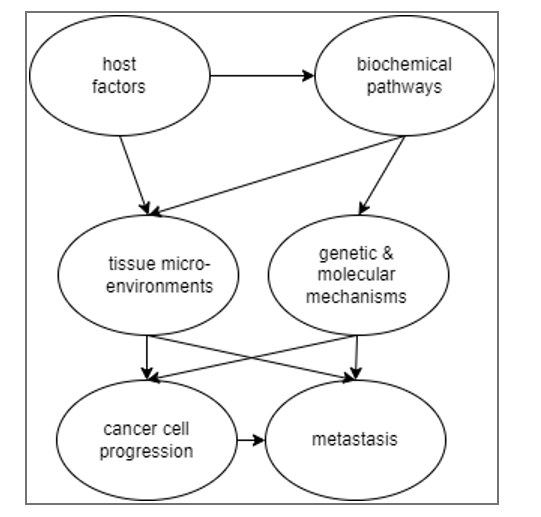 host
factors
biochemical
pathways
tissue micro-
environments
genetic &
molecular
mechanisms
cancer cell
progression
metastasis